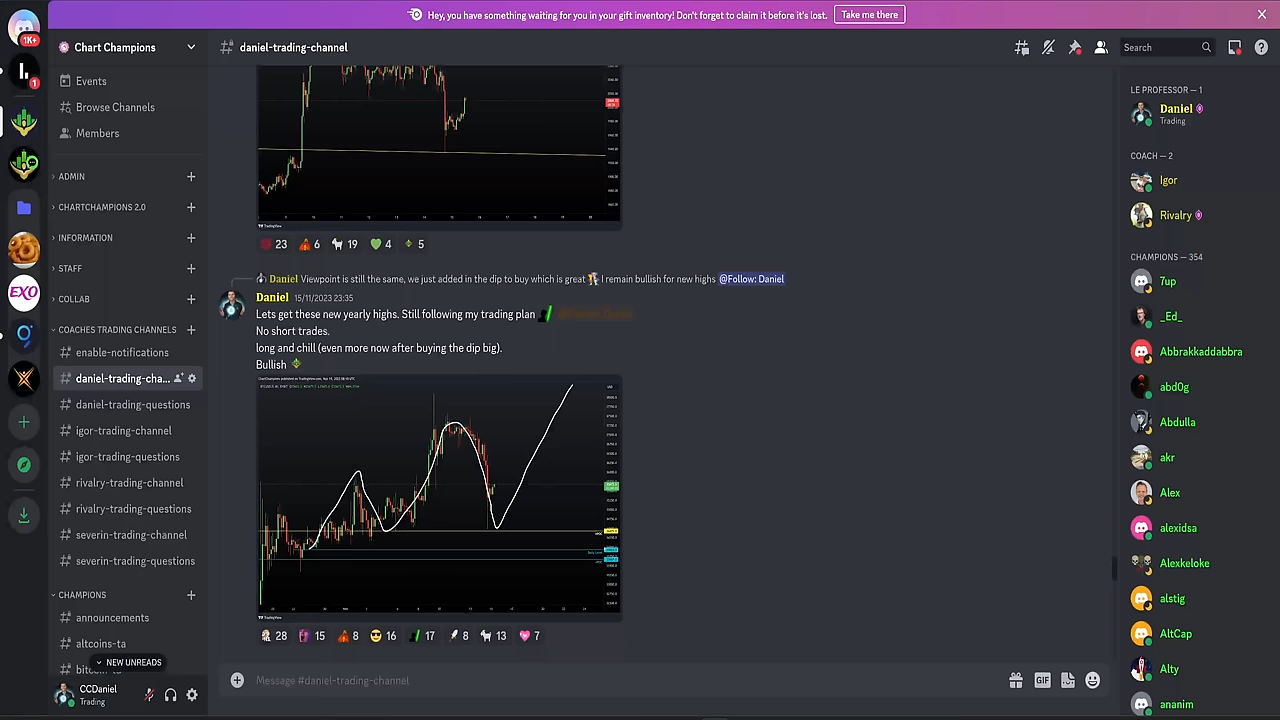 Hey, you have something waiting for you in your gift inventory! Don't forget to claim it before it's lost.
Take me there
1K+
1
EXO
Chart Champions
Events
Browse Channels
Members
ADMIN
CHARTCHAMPIONS 2.0
INFORMATION
STAFF
COLLAB
COACHES TRADING CHANNELS
enable-notifications
daniel-trading-cha...
daniel-trading-questions
igor-trading-channel
igor-trading-questions
rivalry-trading-channel
rivalry-trading-questions
severin-trading-channel
severin-trading-questions
CHAMPIONS
announcements
altcoins-ta
NEW UNREADS
CCDaniel
Trading
daniel-trading-channel
Search
TradingView
23 6 19 4 5
Daniel Viewpoint is still the same, we just added in the dip to buy which is great I remain bullish for new highs @Follow: Daniel
Daniel 15/11/2023 23:35
Lets get these new yearly highs. Still following my trading plan
No short trades.
long and chill (even more now after buying the dip big).
Bullish
TradingView
28 15 8 16 17 8 13 7
Message #daniel-trading-channel
GIF
LE PROFESSOR — 1
Daniel
Trading
COACH — 2
Igor
Rivalry
CHAMPIONS — 354
7up
_Ed_
Abbrakkaddabbra
abd0g
Abdulla
akr
Alex
alexidsa
Alexkeloke
alstig
AltCap
Alty
ananim